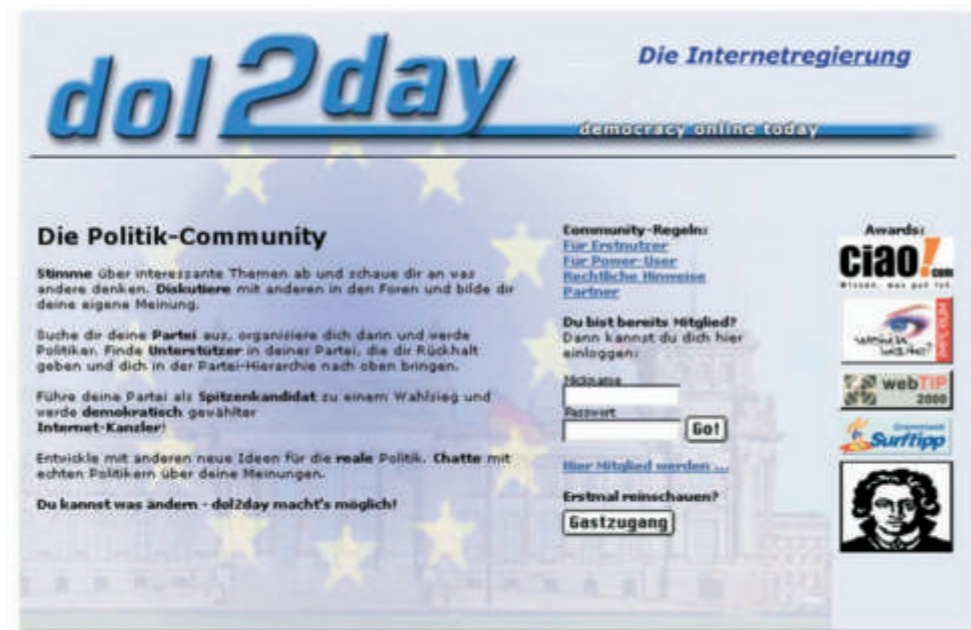 dol2day
Die Internetregierung
democracy online today
Die Politik-Community
Stimme über interessante Themen ab und schaue dir an was
andere denken. Diskutiere mit anderen in den Foren und bilde dir
deine eigene Meinung.
Suche dir deine Partei aus, organisiere dich darin und werde
Politiker. Finde Unterstützer in deiner Partei, die dir Rückhalt
geben und dich in der Partei-Hierarchie nach oben bringen.
Führe deine Partei als Spitzenkandidat zu einem Wahlsieg und
werde demokratisch gewählter
Internet-Kanzler!
Entwickle mit anderen neue Ideen für die reale Politik. Chatte mit
echten Politikern über deine Meinungen.
Du kannst was ändern - dol2day macht's möglich!
Community-Regeln:
Für Erstnutzer
Für Power-User
Rechtliche Hinweise
Partner
Du bist bereits Mitglied?
Dann kannst du dich hier
einloggen:
Nickname
Passwort
Go!
Hier Mitglied werden ...
Erstmal reinschauen?
Gastzugang
Awards:
Ciao!.com
Wissen, was gut ist.
webTIP
2000
Surftipp